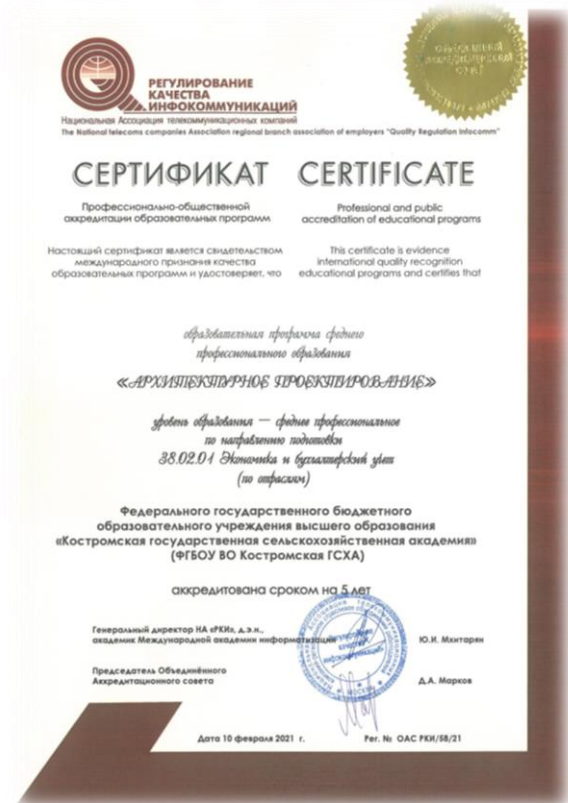 ОБЪЕДИНЕННЫЙ
АККРЕДИТАЦИОННЫЙ
СОВЕТ
РЕГУЛИРОВАНИЕ
КАЧЕСТВА
ИНФОКОММУНИКАЦИЙ
Национальная Ассоциация телекоммуникационных компаний
The National telecoms companies Association regional branch association of employers "Quality Regulation Infocomm"
СЕРТИФИКАТ CERTIFICATE
Профессионально-общественной
аккредитации образовательных программ
Professional and public
accreditation of educational programs
Настоящий сертификат является свидетельством
международного признания качества
образовательных программ и удостоверяет, что
This certificate is evidence
international quality recognition
educational programs and certifies that
образовательная программа среднего
профессионального образования
«АРХИТЕКТУРНОЕ ПРОЕКТИРОВАНИЕ»
уровень образования — среднее профессиональное
по направлению подготовки
38.02.01 Экономика и бухгалтерский учет
(по отраслям)
Федерального государственного бюджетного
образовательного учреждения высшего образования
«Костромская государственная сельскохозяйственная академия»
(ФГБОУ ВО Костромская ГСХА)
аккредитована сроком на 5 лет
Генеральный директор НА «РКИ», д.э.н.,
академик Международной академии информатизации Ю.И. Мхитарян
регулирование
качества
инфокоммуникаций
Председатель Объединённого
Аккредитационного совета Д.А. Марков
Дата 10 февраля 2021 г. Рег. № ОАС РКИ/58/21